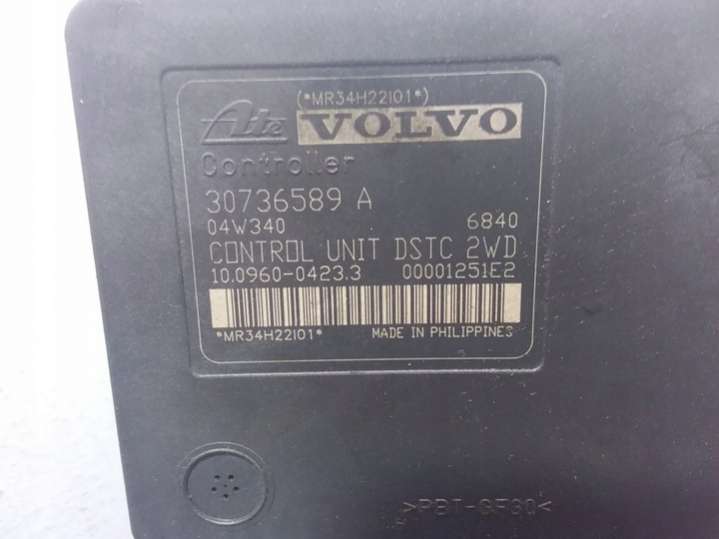 (*MR34H22I01*)
Ate VOLVO
Controller
30736589 A
04W340 6840
CONTROL UNIT DSTC 2WD
10.0960-0423.3 00001251E2
*MR34H22I01* MADE IN PHILIPPINES
>PBT-GF30<